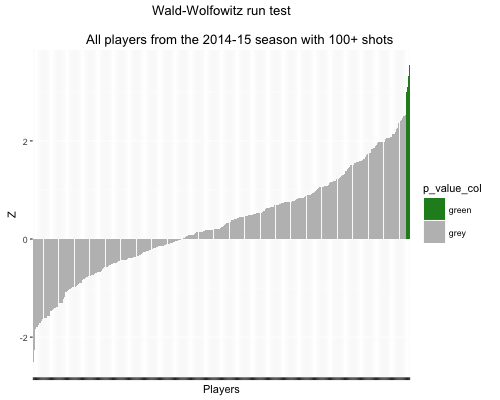 Wald-Wolfowitz run test
All players from the 2014-15 season with 100+ shots
2
0
-2
Z
Players
p_value_col
green
grey